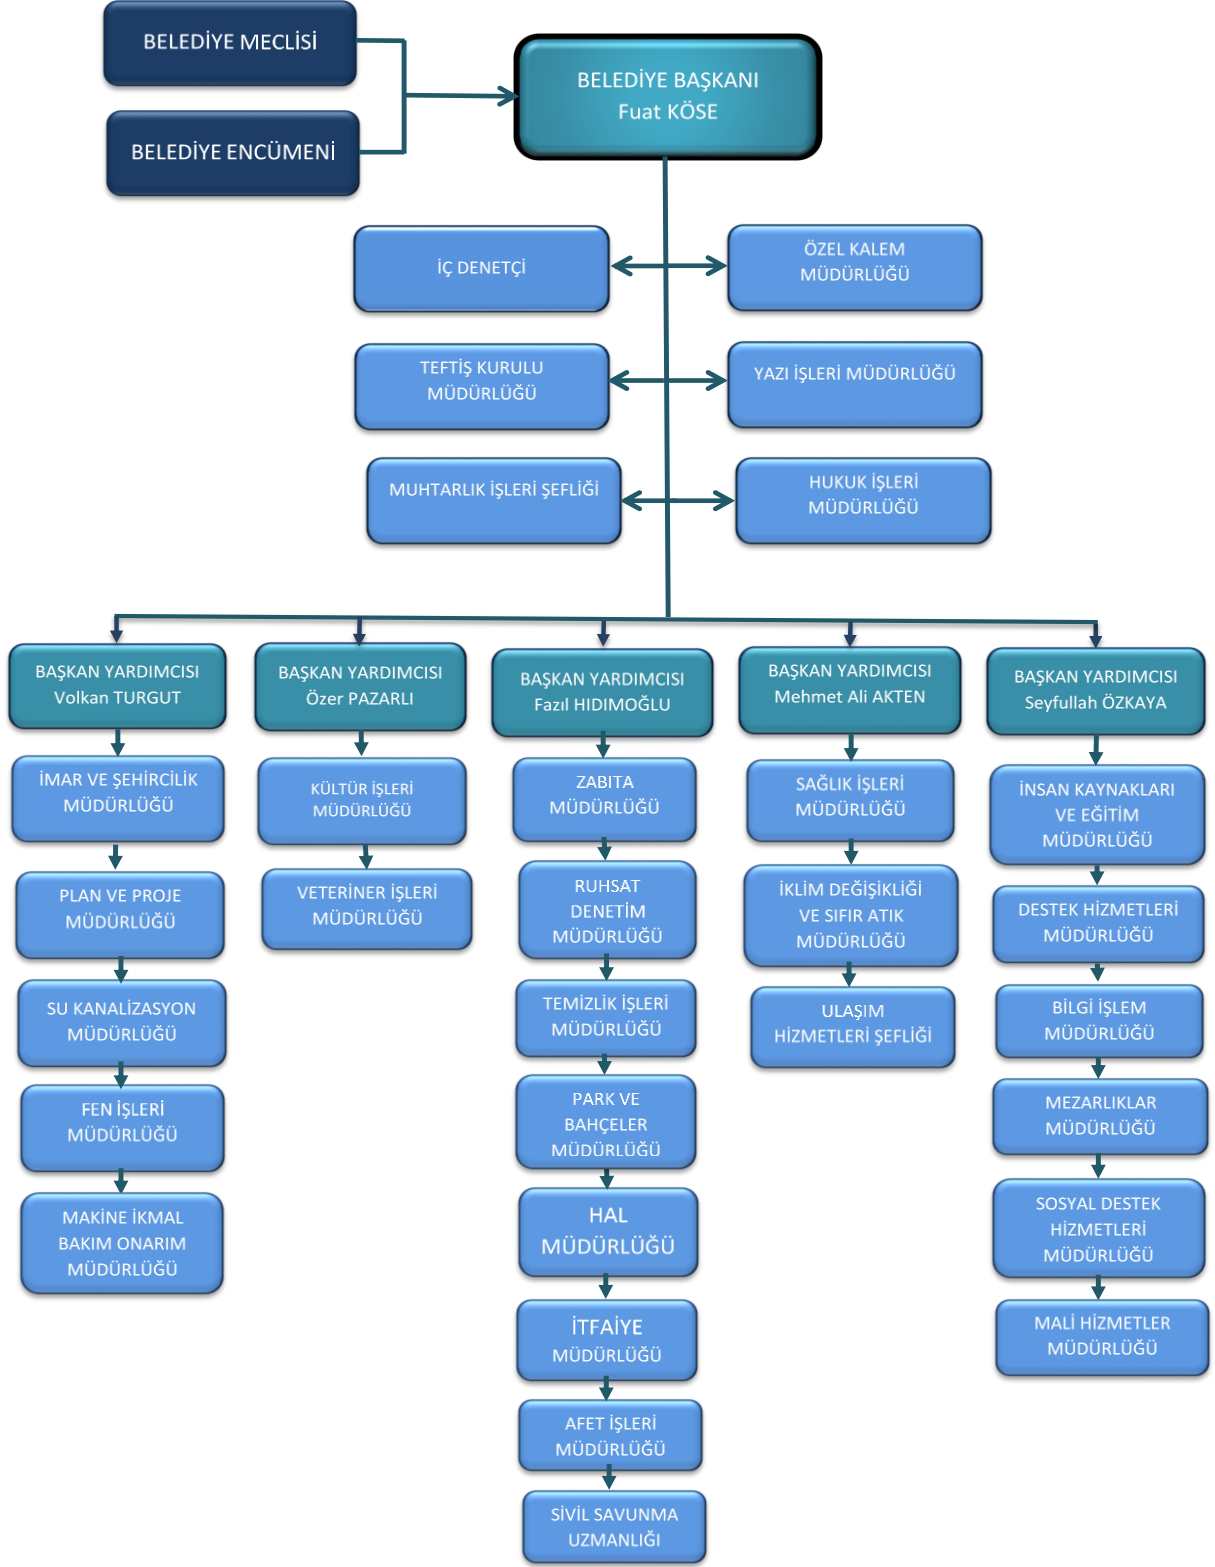 BELEDİYE MECLİSİ
BELEDİYE ENCÜMENİ
BELEDİYE BAŞKANI
Fuat KÖSE
İÇ DENETÇİ
ÖZEL KALEM
MÜDÜRLÜĞÜ
TEFTİŞ KURULU
MÜDÜRLÜĞÜ
YAZI İŞLERİ MÜDÜRLÜĞÜ
MUHTARLIK İŞLERİ ŞEFLİĞİ
HUKUK İŞLERİ
MÜDÜRLÜĞÜ
BAŞKAN YARDIMCISI
Volkan TURGUT
İMAR VE ŞEHİRCİLİK
MÜDÜRLÜĞÜ
PLAN VE PROJE
MÜDÜRLÜĞÜ
SU KANALİZASYON
MÜDÜRLÜĞÜ
FEN İŞLERİ
MÜDÜRLÜĞÜ
MAKİNE İKMAL
BAKIM ONARIM
MÜDÜRLÜĞÜ
BAŞKAN YARDIMCISI
Özer PAZARLI
KÜLTÜR İŞLERİ
MÜDÜRLÜĞÜ
VETERİNER İŞLERİ
MÜDÜRLÜĞÜ
BAŞKAN YARDIMCISI
Fazıl HIDIMOĞLU
ZABITA
MÜDÜRLÜĞÜ
RUHSAT
DENETİM
MÜDÜRLÜĞÜ
TEMİZLİK İŞLERİ
MÜDÜRLÜĞÜ
PARK VE
BAHÇELER
MÜDÜRLÜĞÜ
HAL
MÜDÜRLÜĞÜ
İTFAİYE
MÜDÜRLÜĞÜ
AFET İŞLERİ
MÜDÜRLÜĞÜ
SİVİL SAVUNMA
UZMANLIĞI
BAŞKAN YARDIMCISI
Mehmet Ali AKTEN
SAĞLIK İŞLERİ
MÜDÜRLÜĞÜ
İKLİM DEĞİŞİKLİĞİ
VE SIFIR ATIK
MÜDÜRLÜĞÜ
ULAŞIM
HİZMETLERİ ŞEFLİĞİ
BAŞKAN YARDIMCISI
Seyfullah ÖZKAYA
İNSAN KAYNAKLARI
VE EĞİTİM
MÜDÜRLÜĞÜ
DESTEK HİZMETLERİ
MÜDÜRLÜĞÜ
BİLGİ İŞLEM
MÜDÜRLÜĞÜ
MEZARLIKLAR
MÜDÜRLÜĞÜ
SOSYAL DESTEK
HİZMETLERİ
MÜDÜRLÜĞÜ
MALİ HİZMETLER
MÜDÜRLÜĞÜ